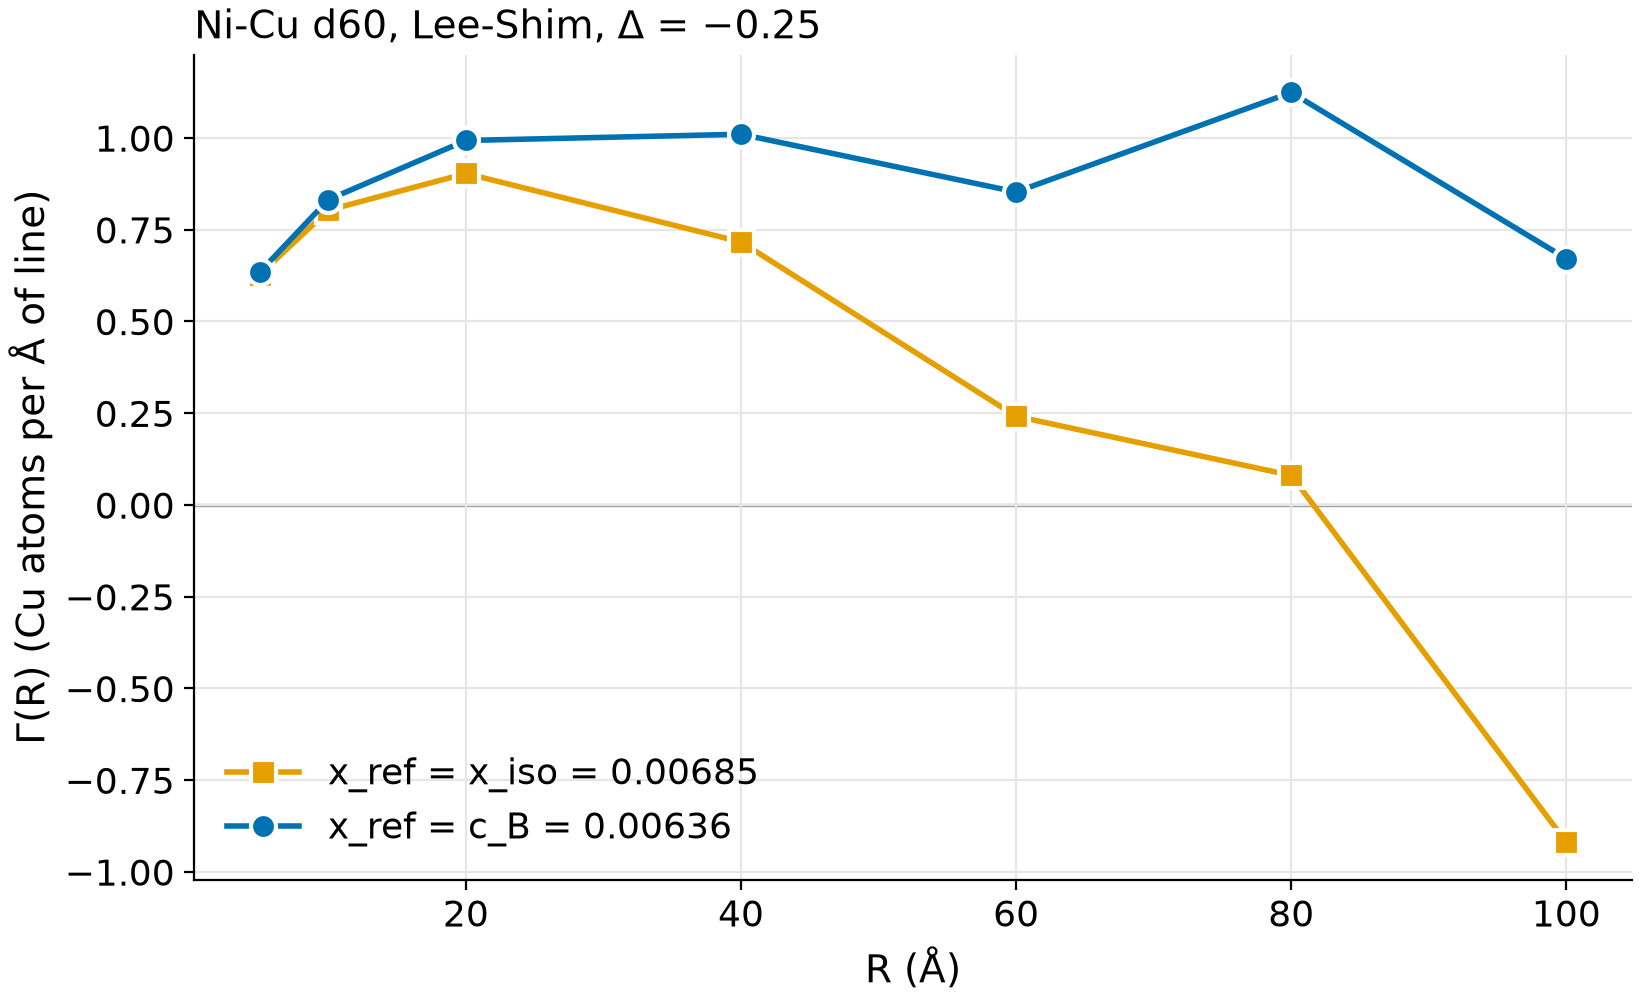 Ni-Cu d60, Lee-Shim, Δ = −0.25
Γ(R) (Cu atoms per Å of line)
1.00
0.75
0.50
0.25
0.00
−0.25
−0.50
−0.75
−1.00
x_ref = x_iso = 0.00685
x_ref = c_B = 0.00636
20
40
60
80
100
R (Å)